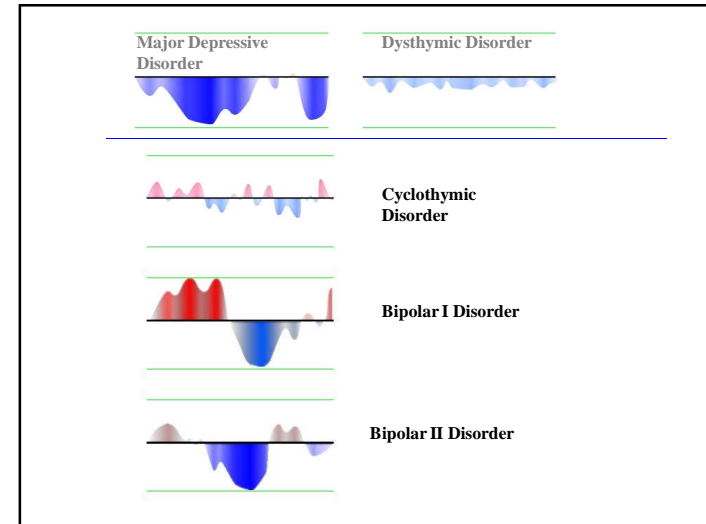 Major Depressive
Disorder
Dysthymic Disorder
Cyclothymic
Disorder
Bipolar I Disorder
Bipolar II Disorder